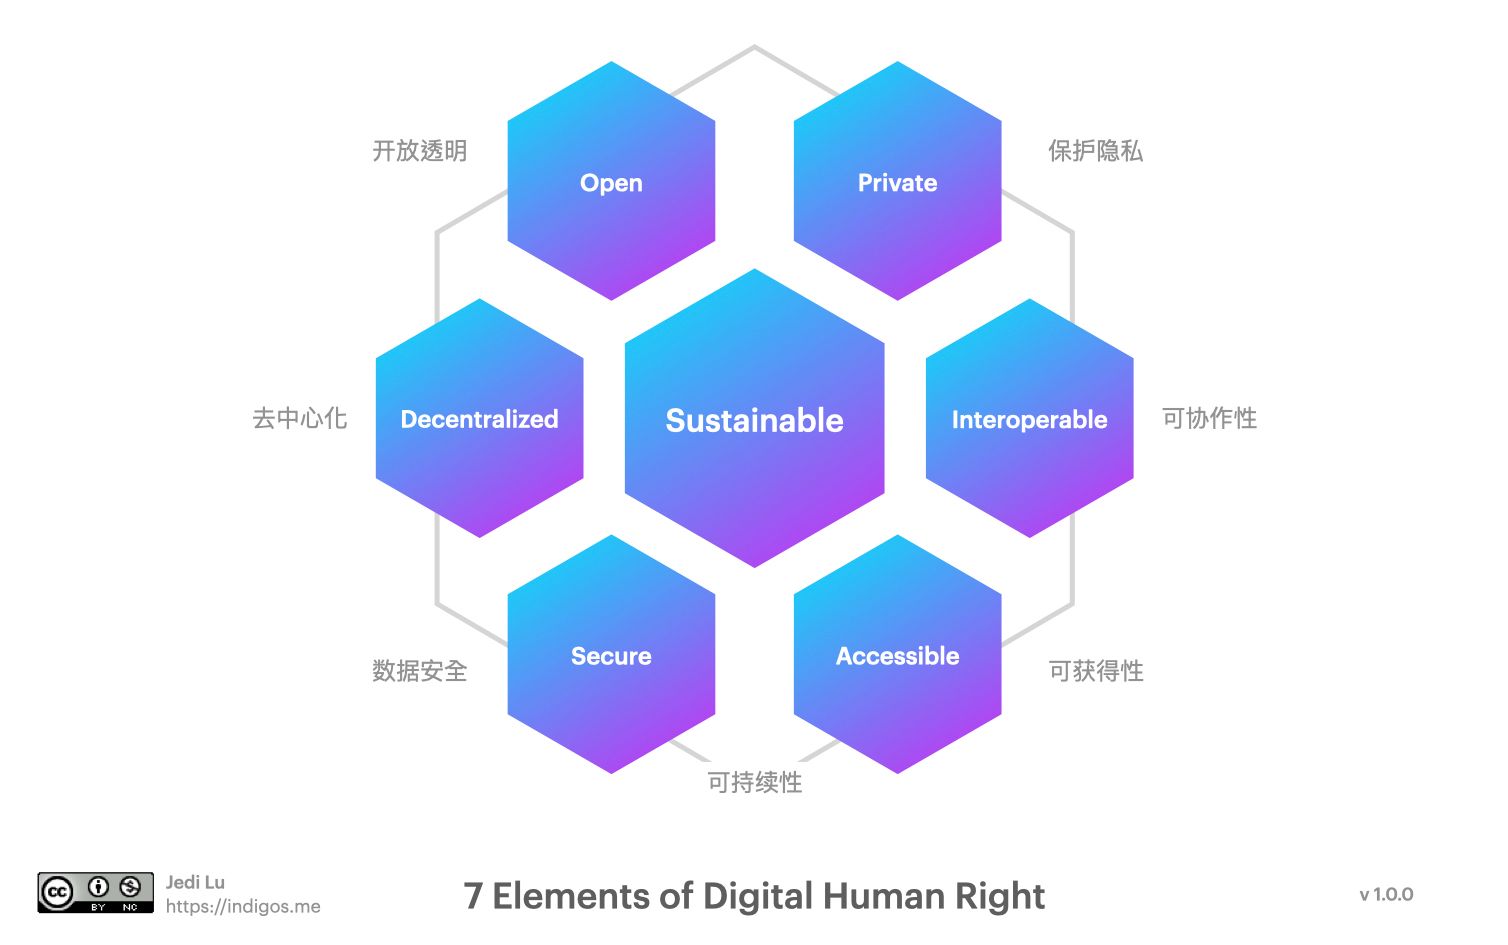 开放透明
Open
Private
保护隐私
去中心化
Decentralized
Sustainable
Interoperable
可协作性
数据安全
Secure
Accessible
可获得性
可持续性
cc
BY NC
Jedi Lu
https://indigos.me
7 Elements of Digital Human Right
v 1.0.0